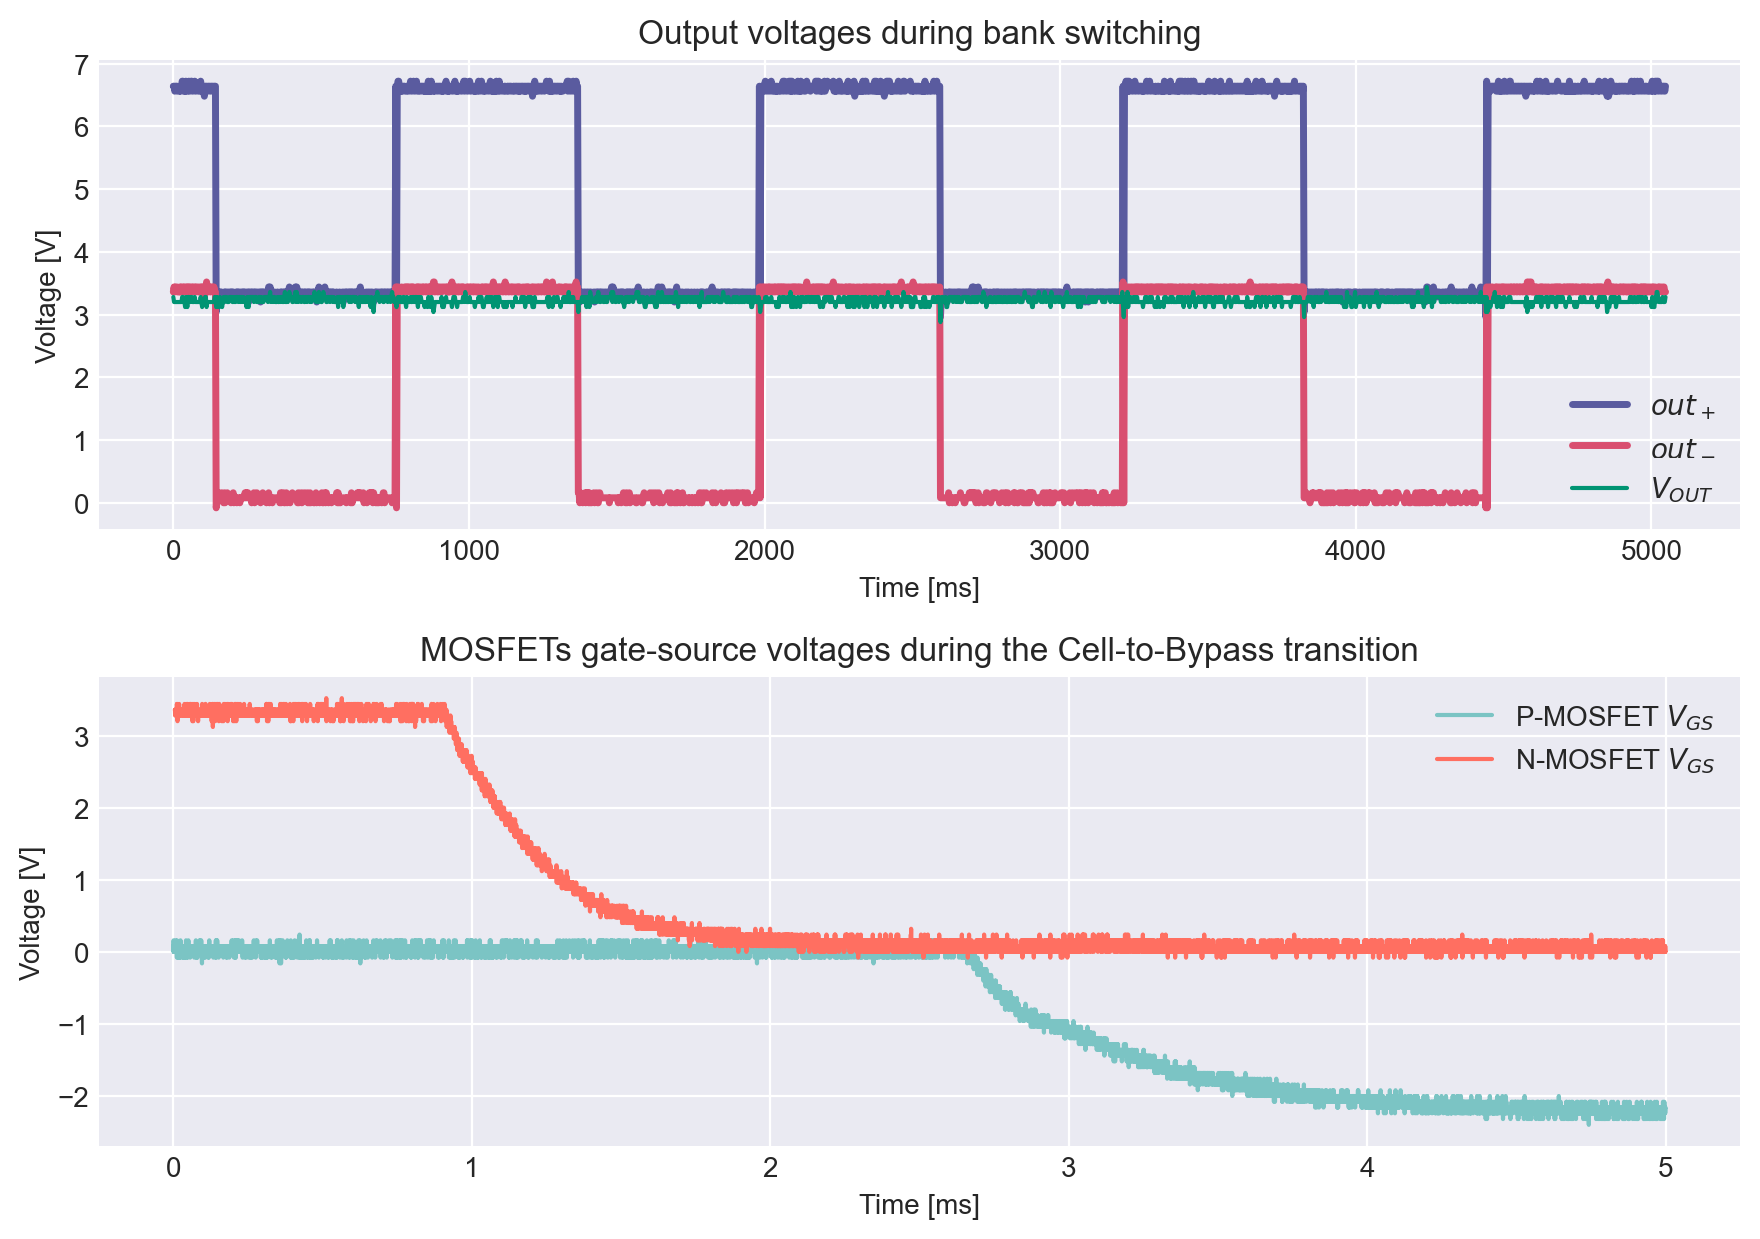 Output voltages during bank switching
7
6
5
4
3
2
1
0
Voltage [V]
out+
out−
VOUT
0 1000 2000 3000 4000 5000
Time [ms]
MOSFETs gate-source voltages during the Cell-to-Bypass transition
3
2
1
0
−1
−2
Voltage [V]
P-MOSFET VGS
N-MOSFET VGS
0 1 2 3 4 5
Time [ms]